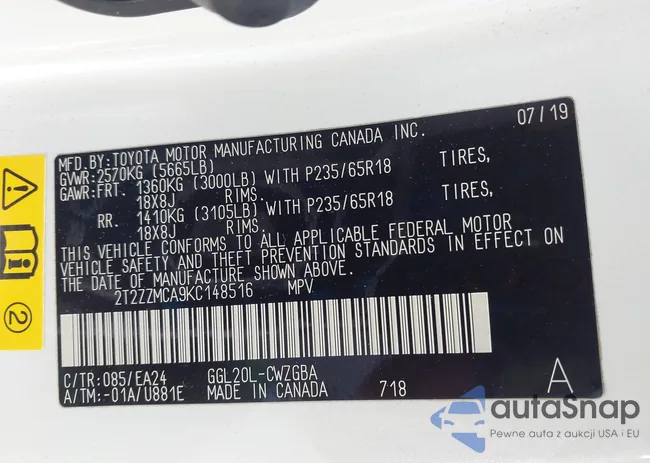 07/19
MFD.BY:TOYOTA MOTOR MANUFACTURING CANADA INC.
GVWR:2570KG (5665LB)
GAWR:FRT. 1360KG (3000LB) WITH P235/65R18 TIRES,
18X8J RIMS.
RR. 1410KG (3105LB) WITH P235/65R18 TIRES,
18X8J RIMS.
THIS VEHICLE CONFORMS TO ALL APPLICABLE FEDERAL MOTOR
VEHICLE SAFETY AND THEFT PREVENTION STANDARDS IN EFFECT ON
THE DATE OF MANUFACTURE SHOWN ABOVE.
2T2ZZMCA9KC148516 MPV
C/TR:085/EA24 GGL20L-CWZGBA
A/TM:-01A/U881E MADE IN CANADA 718
A
2
autaSnap
Pewne auta z aukcji USA i EU